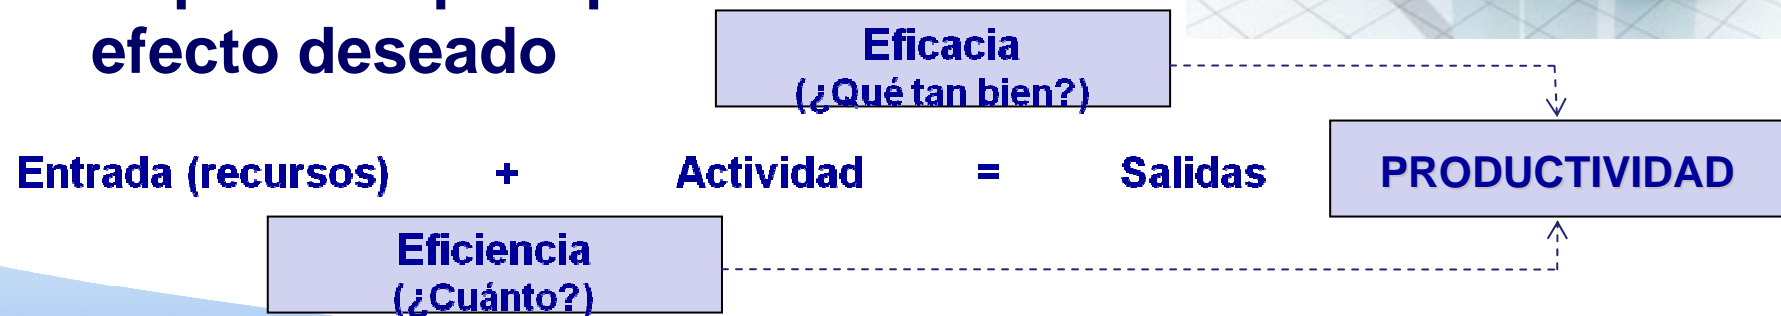 efecto deseado
Eficacia
(¿Qué tan bien?)
Entrada (recursos) + Actividad = Salidas PRODUCTIVIDAD
Eficiencia
(¿Cuánto?)